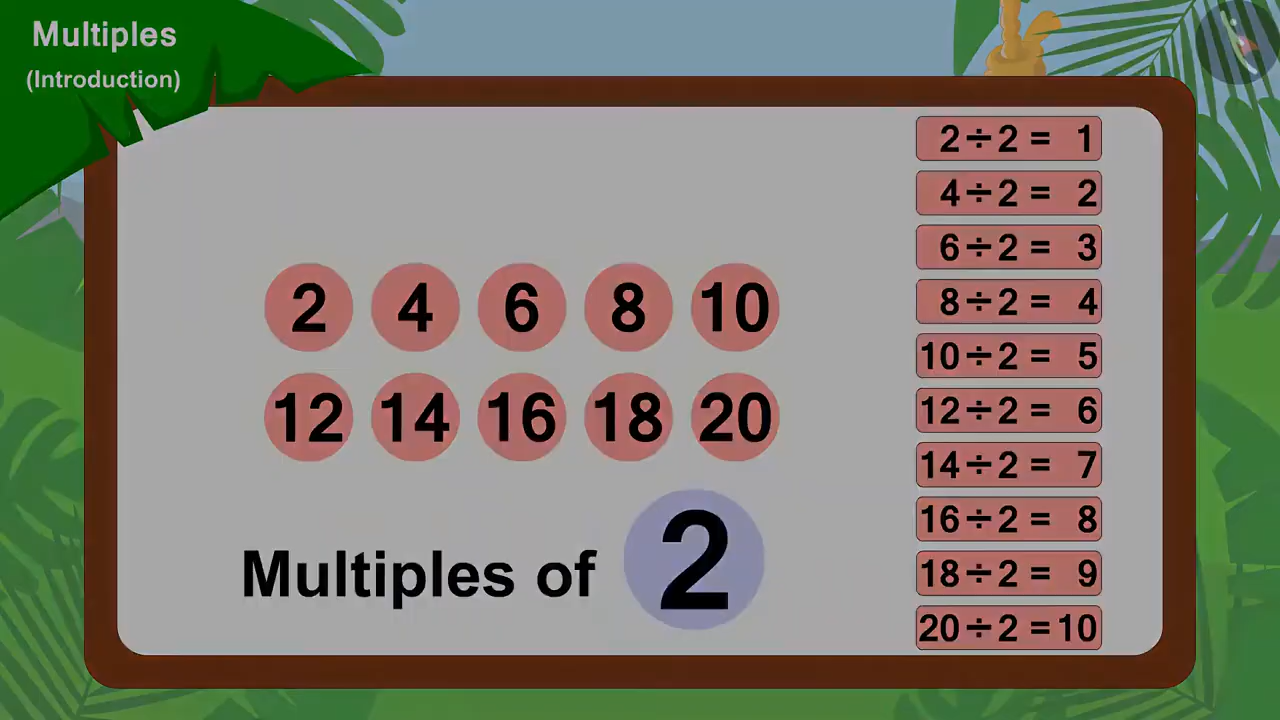 Multiples
(Introduction)
2 4 6 8 10
12 14 16 18 20
Multiples of 2
2÷2 = 1
4÷2 = 2
6÷2 = 3
8÷2 = 4
10÷2 = 5
12÷2 = 6
14÷2 = 7
16÷2 = 8
18÷2 = 9
20÷2 =10